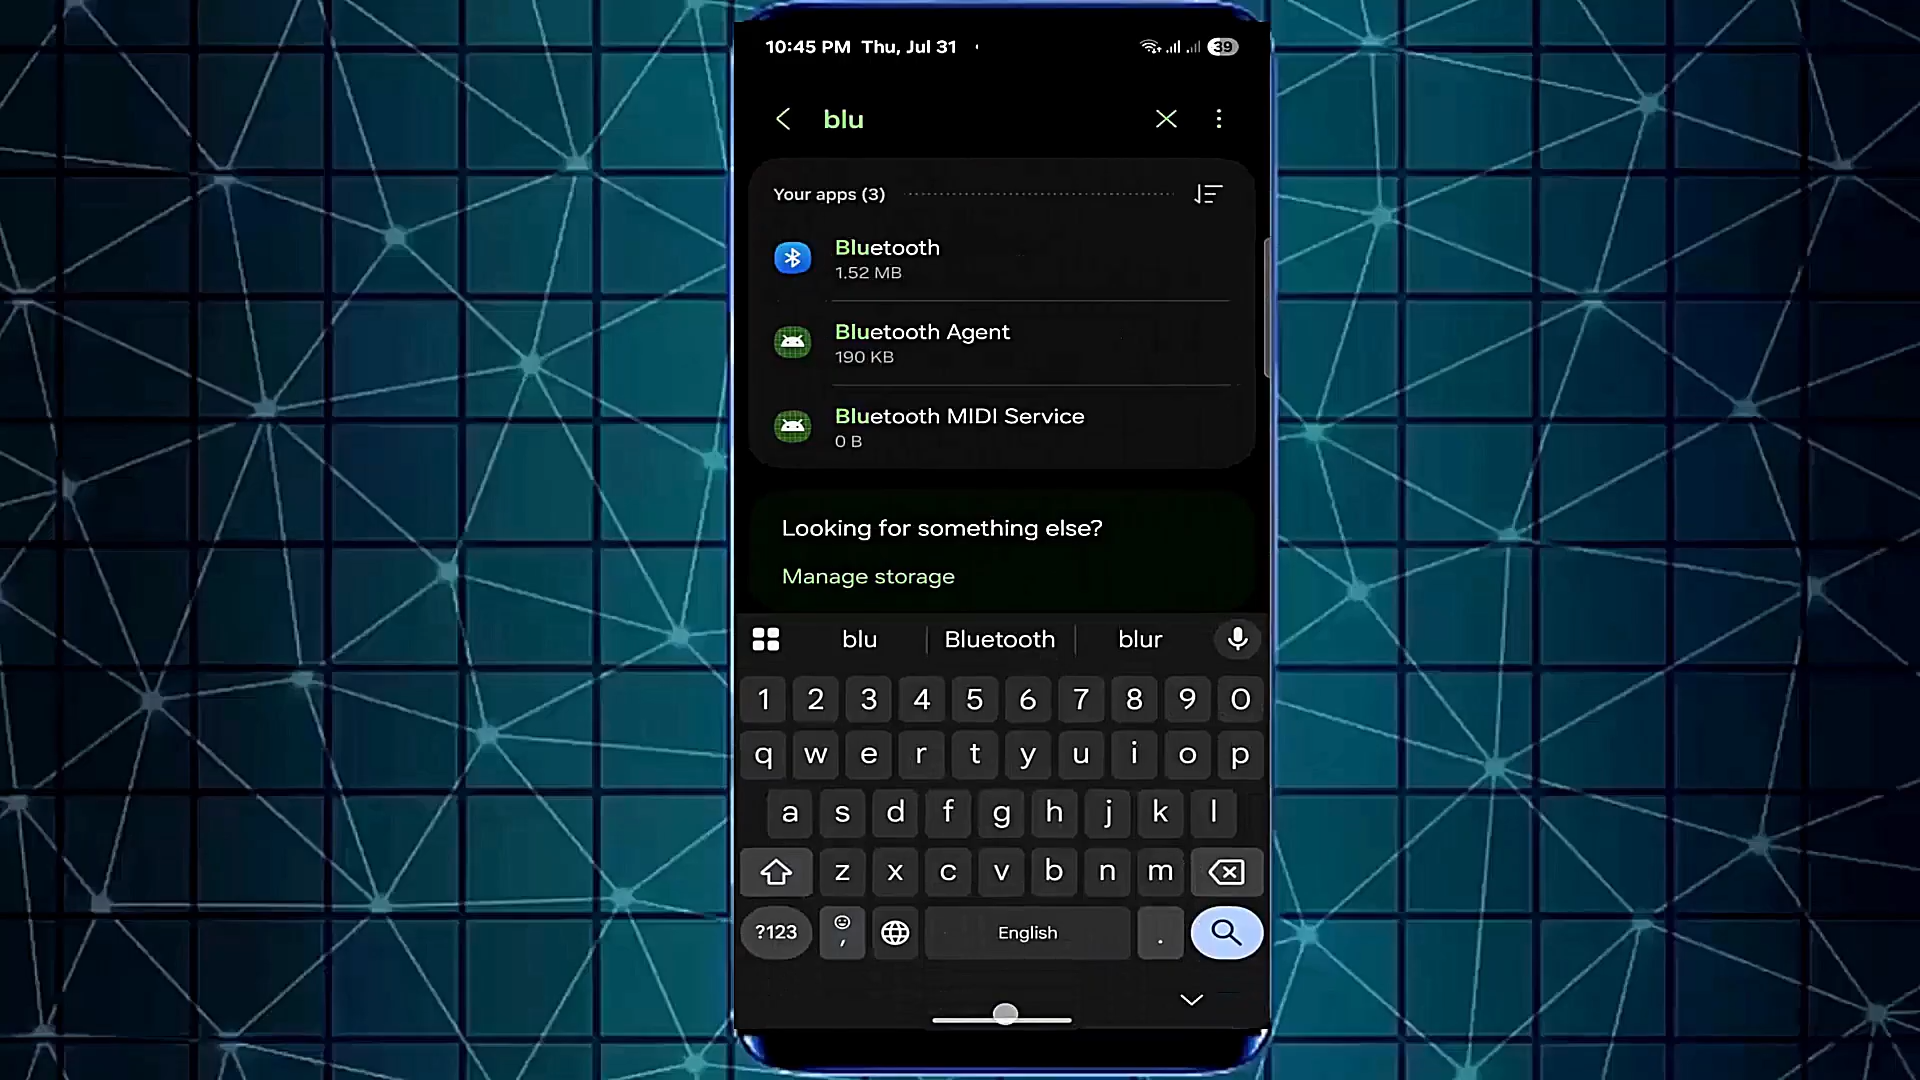 10:45 PM Thu, Jul 31
39
blu
Your apps (3)
Bluetooth
1.52 MB
Bluetooth Agent
190 KB
Bluetooth MIDI Service
0 B
Looking for something else?
Manage storage
blu Bluetooth blur
1 2 3 4 5 6 7 8 9 0
q w e r t y u i o p
a s d f g h j k l
z x c v b n m
?123 , English .